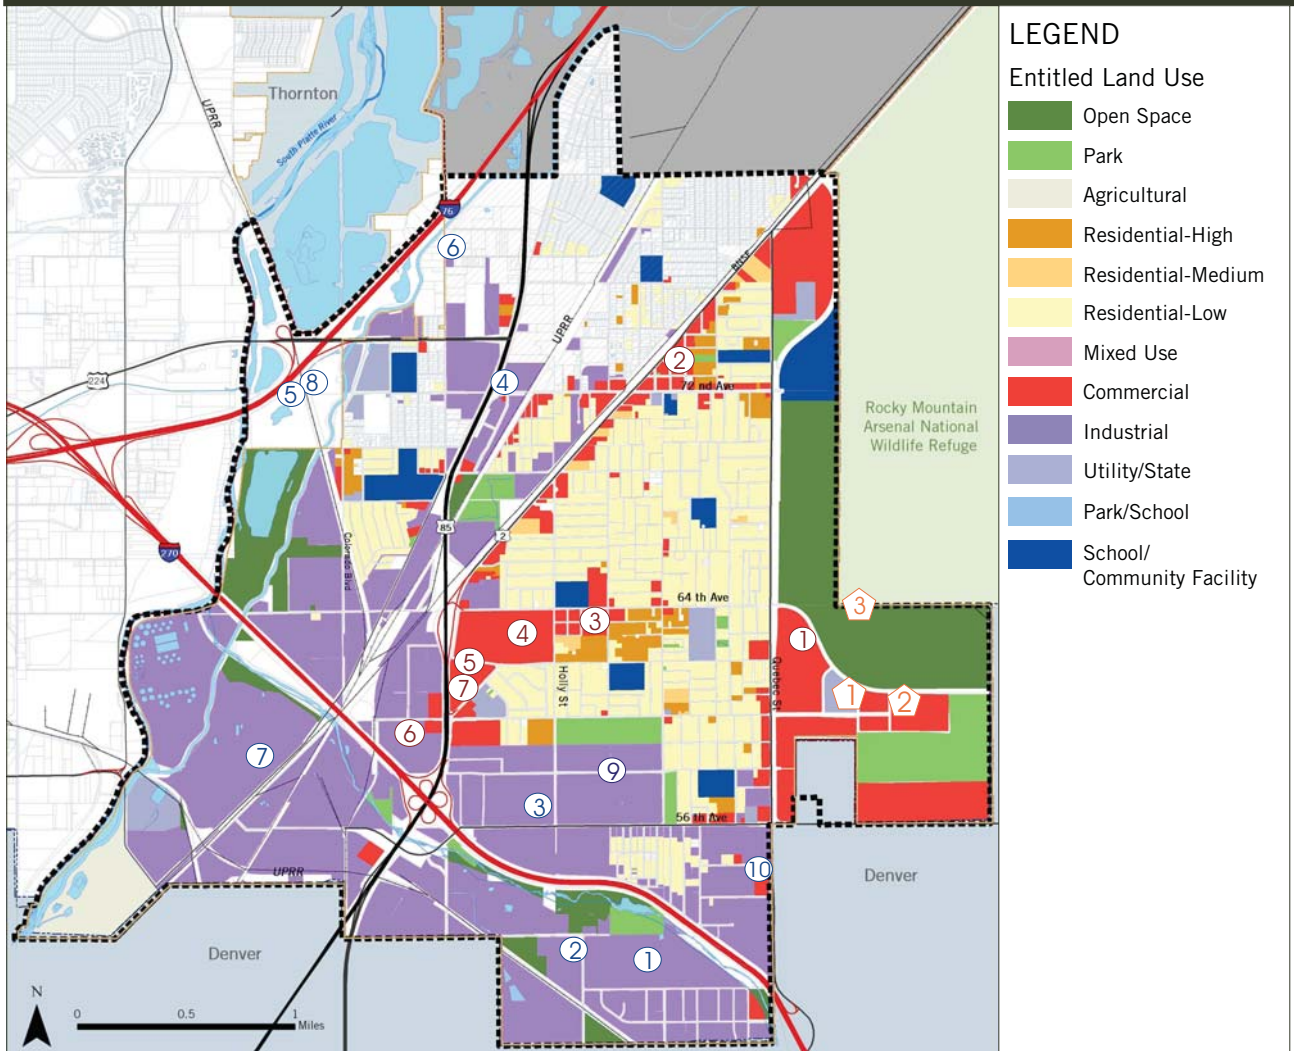 LEGEND
Entitled Land Use
Open Space
Park
Agricultural
Residential-High
Residential-Medium
Residential-Low
Mixed Use
Commercial
Industrial
Utility/State
Park/School
School/
Community Facility
Thornton
UPRR
South Platte River
76
6
BNSF
UPRR
224
5
8
4
2
72 nd Ave
Rocky Mountain
Arsenal National
Wildlife Refuge
85
2
270
Colorado Blvd
64 th Ave
3
4
3
1
5
7
Holly St
Quebec St
1
2
6
7
9
3
56 th Ave
10
UPRR
Denver
Denver
2
1
N
0
0.5
1
Miles